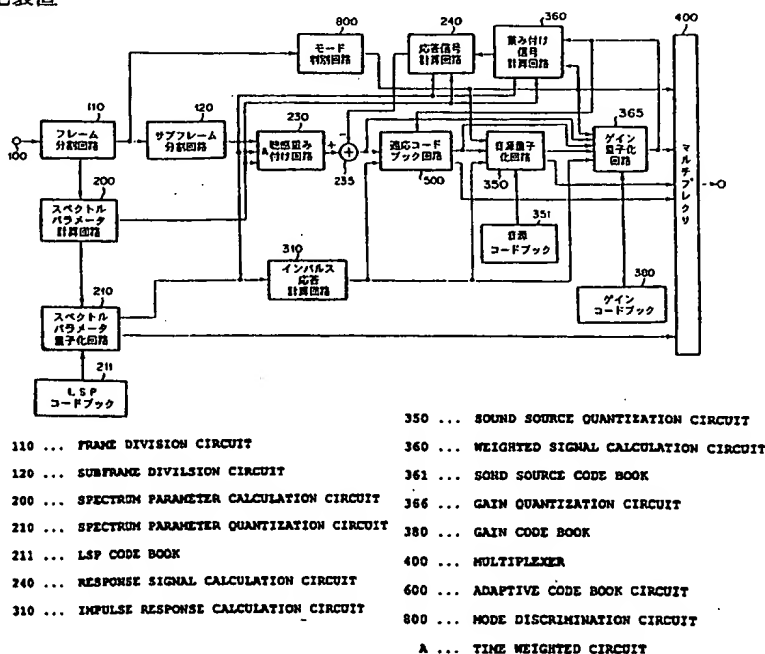 化装置
800
モード
判別回路
240
応答信号
計算回路
360
重み付け
信号
計算回路
400
マルチプレクサ
110
フレーム
分割回路
100
120
サブフレーム
分割回路
230
聴感重み
付け回路
A
+
-
235
適応コード
ブック回路
500
音源量子
化回路
350
365
ゲイン
量子化
回路
200
スペクトル
パラメータ
計算回路
351
音源
コードブック
310
インパルス
応答
計算回路
380
ゲイン
コードブック
210
スペクトル
パラメータ
量子化回路
211
LSP
コードブック
110 ... FRAME DIVISION CIRCUIT
120 ... SUBFRAME DIVILSION CIRCUIT
200 ... SPECTRUM PARAMETER CALCULATION CIRCUIT
210 ... SPECTRUM PARAMETER QUANTIZATION CIRCUIT
211 ... LSP CODE BOOK
240 ... RESPONSE SIGNAL CALCULATION CIRCUIT
310 ... IMPULSE RESPONSE CALCULATION CIRCUIT
350 ... SOUND SOURCE QUANTIZATION CIRCUIT
360 ... WEIGHTED SIGNAL CALCULATION CIRCUIT
361 ... SOHD SOURCE CODE BOOK
366 ... GAIN QUANTIZATION CIRCUIT
380 ... GAIN CODE BOOK
400 ... MULTIPLEXER
600 ... ADAPTIVE CODE BOOK CIRCUIT
800 ... MODE DISCRIMINATION CIRCUIT
A ... TIME WEIGHTED CIRCUIT